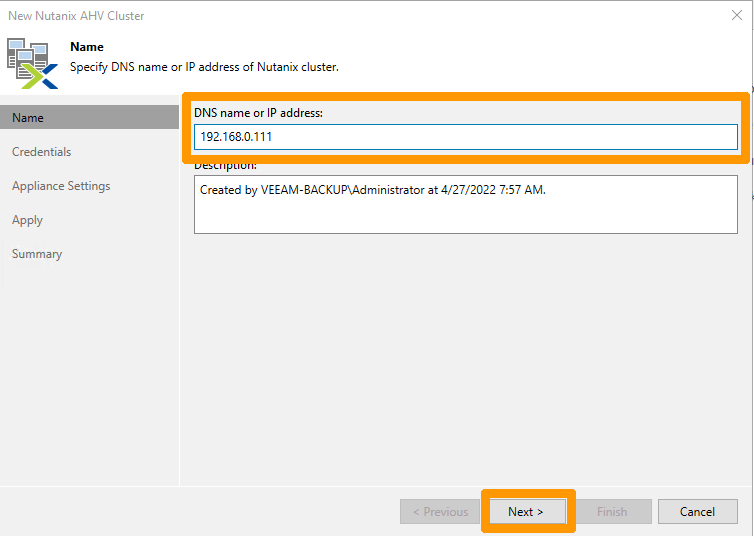 New Nutanix AHV Cluster
Name
Specify DNS name or IP address of Nutanix cluster.
Name
Credentials
Appliance Settings
Apply
Summary
DNS name or IP address:
192.168.0.111
Description:
Created by VEEAM-BACKUP\Administrator at 4/27/2022 7:57 AM.
< Previous
Next >
Finish
Cancel